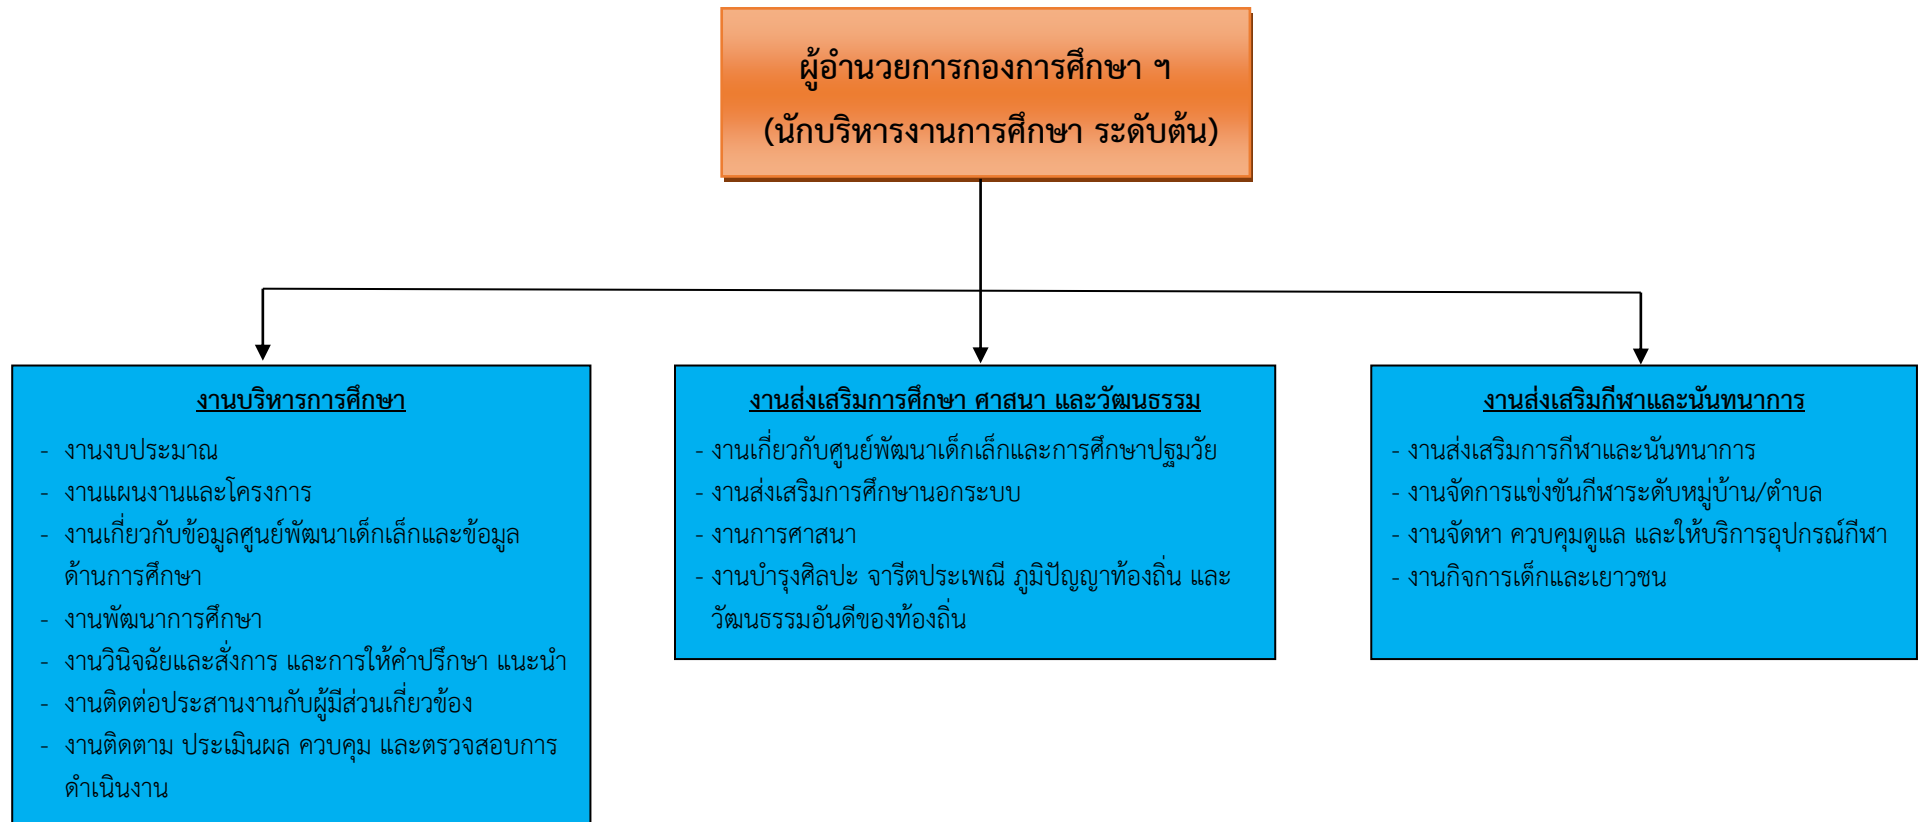 ผู้อำนวยการกองการศึกษา ฯ
(นักบริหารงานการศึกษา ระดับต้น)
งานบริหารการศึกษา
- งานงบประมาณ
- งานแผนงานและโครงการ
- งานเกี่ยวกับข้อมูลศูนย์พัฒนาเด็กเล็กและข้อมูล
ด้านการศึกษา
- งานพัฒนาการศึกษา
- งานวินิจฉัยและสั่งการ และการให้คำปรึกษา แนะนำ
- งานติดต่อประสานงานกับผู้มีส่วนเกี่ยวข้อง
- งานติดตาม ประเมินผล ควบคุม และตรวจสอบการ
ดำเนินงาน
งานส่งเสริมการศึกษา ศาสนา และวัฒนธรรม
- งานเกี่ยวกับศูนย์พัฒนาเด็กเล็กและการศึกษาปฐมวัย
- งานส่งเสริมการศึกษานอกระบบ
- งานการศาสนา
- งานบำรุงศิลปะ จารีตประเพณี ภูมิปัญญาท้องถิ่น และ
วัฒนธรรมอันดีของท้องถิ่น
งานส่งเสริมกีฬาและนันทนาการ
- งานส่งเสริมการกีฬาและนันทนาการ
- งานจัดการแข่งขันกีฬาระดับหมู่บ้าน/ตำบล
- งานจัดหา ควบคุมดูแล และให้บริการอุปกรณ์กีฬา
- งานกิจการเด็กและเยาวชน